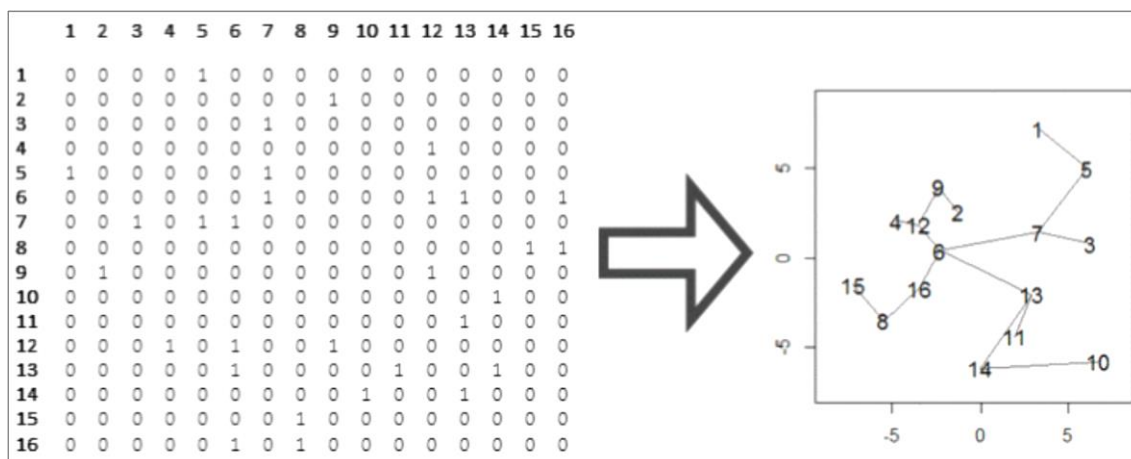 1 2 3 4 5 6 7 8 9 10 11 12 13 14 15 16
1 0 0 0 0 1 0 0 0 0 0 0 0 0 0 0 0
2 0 0 0 0 0 0 0 0 1 0 0 0 0 0 0 0
3 0 0 0 0 0 0 1 0 0 0 0 0 0 0 0 0
4 0 0 0 0 0 0 0 0 0 0 0 1 0 0 0 0
5 1 0 0 0 0 0 1 0 0 0 0 0 0 0 0 0
6 0 0 0 0 0 0 1 0 0 0 0 1 1 0 0 1
7 0 0 1 0 1 1 0 0 0 0 0 0 0 0 0 0
8 0 0 0 0 0 0 0 0 0 0 0 0 0 0 1 1
9 0 1 0 0 0 0 0 0 0 0 0 1 0 0 0 0
10 0 0 0 0 0 0 0 0 0 0 0 0 0 1 0 0
11 0 0 0 0 0 0 0 0 0 0 0 0 1 0 0 0
12 0 0 0 1 0 1 0 0 1 0 0 0 0 0 0 0
13 0 0 0 0 0 1 0 0 0 0 1 0 0 1 0 0
14 0 0 0 0 0 0 0 0 0 1 0 0 1 0 0 0
15 0 0 0 0 0 0 0 1 0 0 0 0 0 0 0 0
16 0 0 0 0 0 1 0 1 0 0 0 0 0 0 0 0
1
5 5
9
4 12 2
7 3
0 6
15 16 13
8
-5 11
14 10
-5 0 5